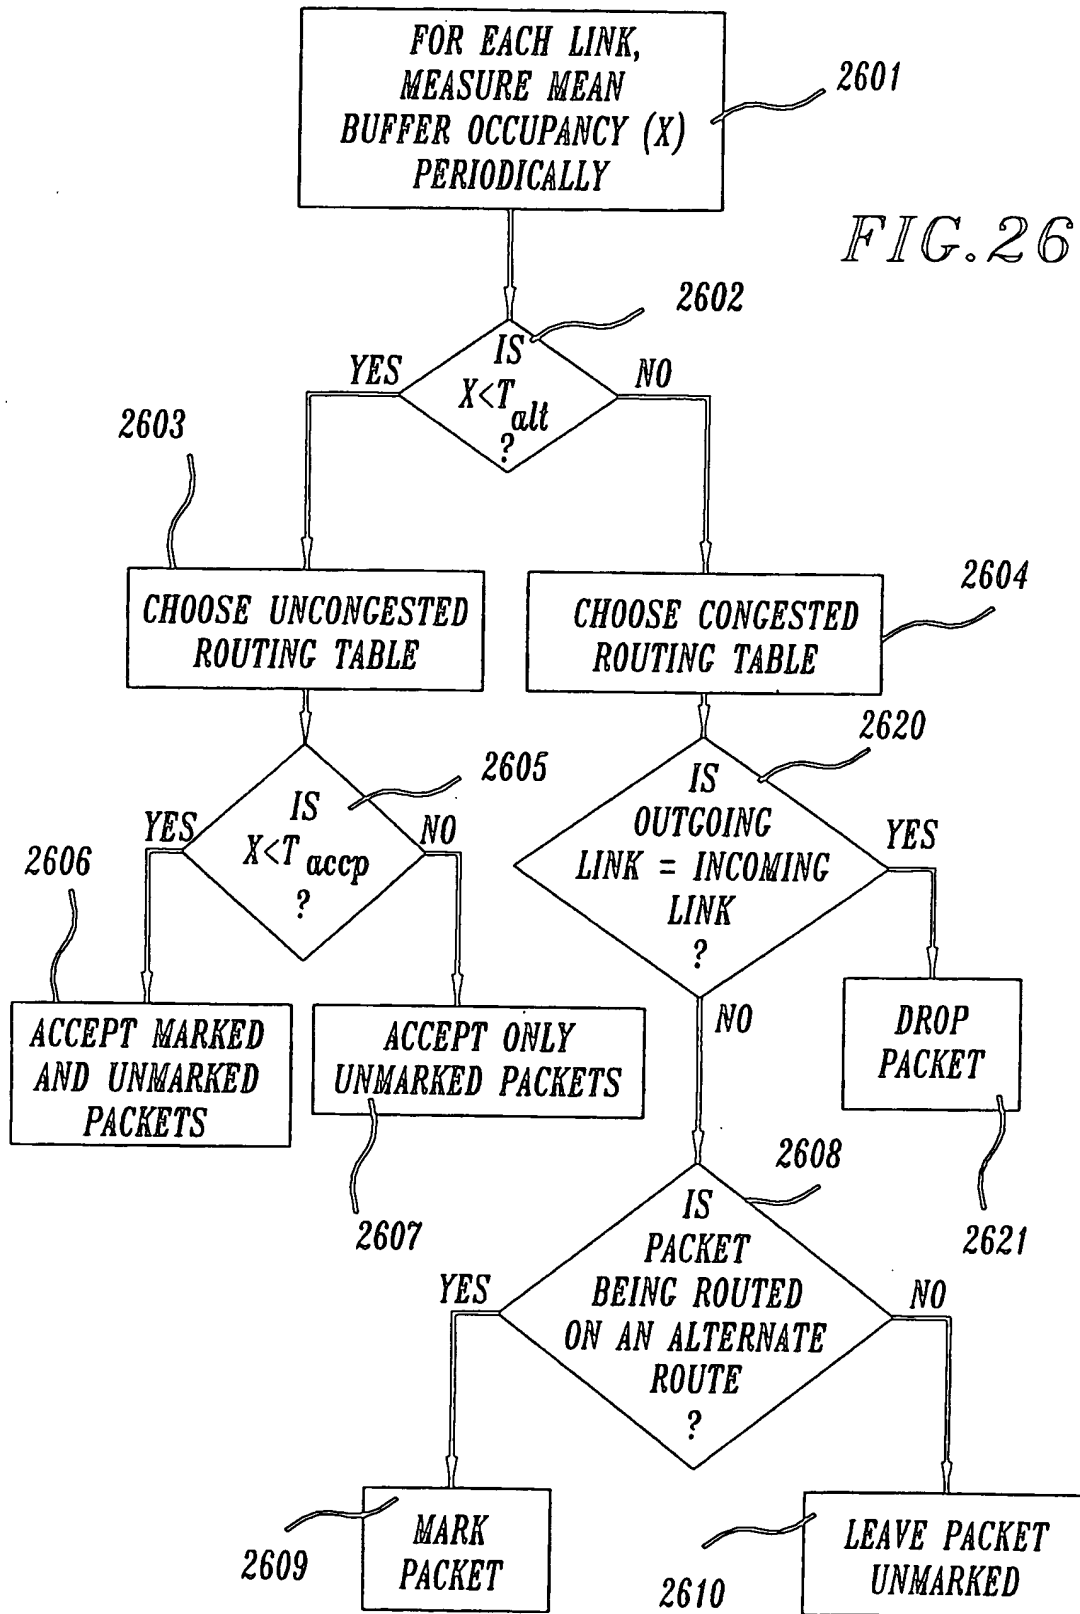 FOR EACH LINK,
MEASURE MEAN
BUFFER OCCUPANCY (X)
PERIODICALLY
2601
FIG.26
2602
IS
X<T alt
?
YES
NO
2603
CHOOSE UNCONGESTED
ROUTING TABLE
2604
CHOOSE CONGESTED
ROUTING TABLE
2605
IS
X<T accp
?
YES
NO
2620
IS
OUTGOING
LINK = INCOMING
LINK
?
YES
NO
2606
ACCEPT MARKED
AND UNMARKED
PACKETS
ACCEPT ONLY
UNMARKED PACKETS
2607
DROP
PACKET
2621
2608
IS
PACKET
BEING ROUTED
ON AN ALTERNATE
ROUTE
?
YES
NO
MARK
PACKET
2609
LEAVE PACKET
UNMARKED
2610